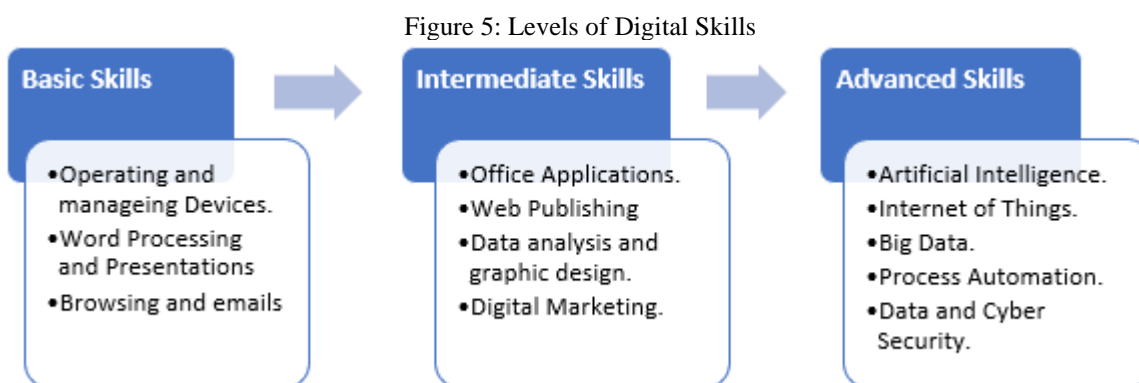 Figure 5: Levels of Digital Skills
Basic Skills
•Operating and
manageing Devices.
•Word Processing
and Presentations
•Browsing and emails
Intermediate Skills
•Office Applications.
•Web Publishing
•Data analysis and
graphic design.
•Digital Marketing.
Advanced Skills
•Artificial Intelligence.
•Internet of Things.
•Big Data.
•Process Automation.
•Data and Cyber
Security.